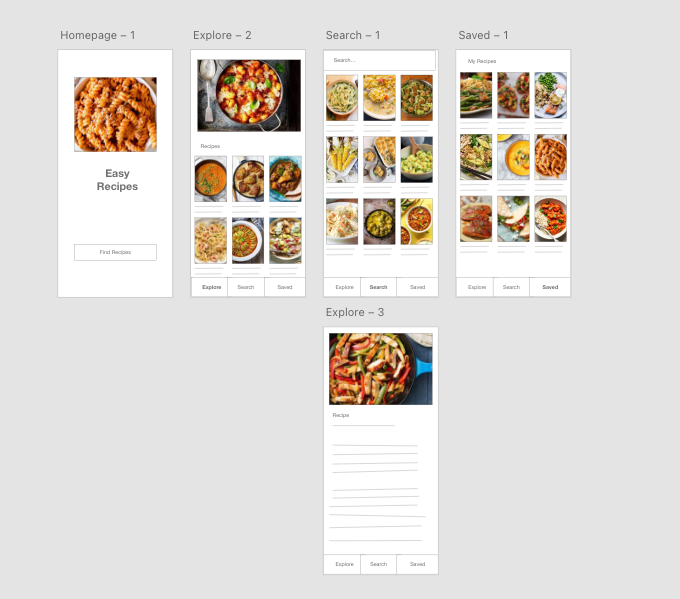 Homepage – 1
Easy
Recipes
Find Recipes
Explore – 2
Recipes
Explore
Search
Saved
Search – 1
Search...
Explore
Search
Saved
Saved – 1
My Recipes
Explore
Search
Saved
Explore – 3
Recipe
Explore
Search
Saved